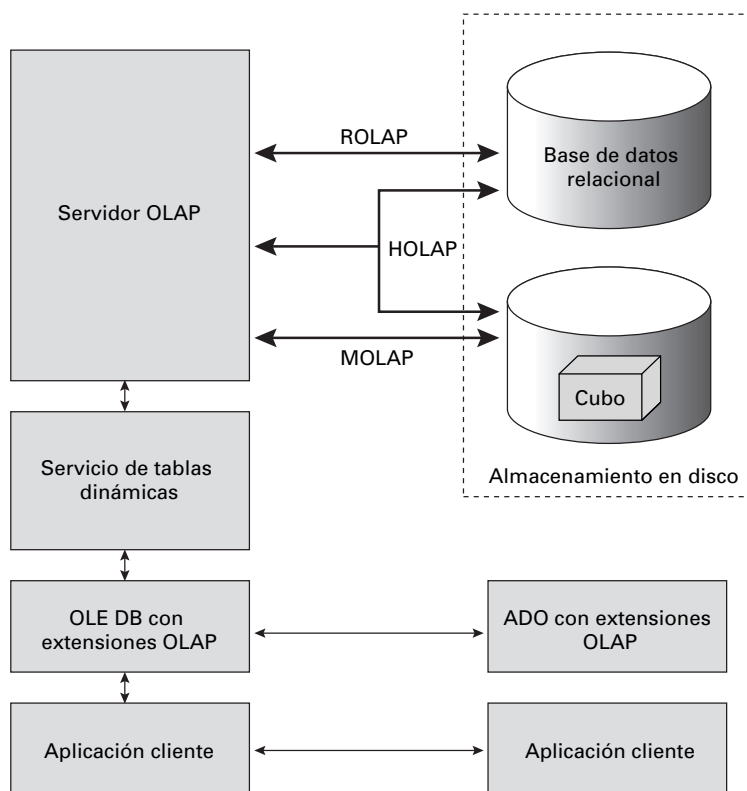 ROLAP
Base de datos
relacional
Servidor OLAP
HOLAP
MOLAP
Cubo
Almacenamiento en disco
Servicio de tablas
dinámicas
OLE DB con
extensiones OLAP
ADO con extensiones
OLAP
Aplicación cliente
Aplicación cliente